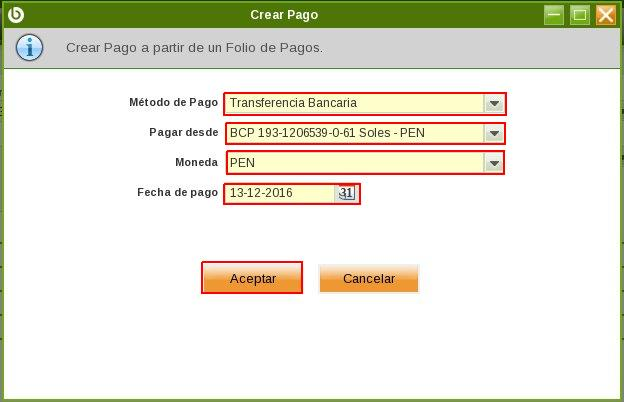 Crear Pago
Crear Pago a partir de un Folio de Pagos.
Método de Pago Transferencia Bancaria
Pagar desde BCP 193-1206539-0-61 Soles - PEN
Moneda PEN
Fecha de pago 13-12-2016 31
Aceptar Cancelar